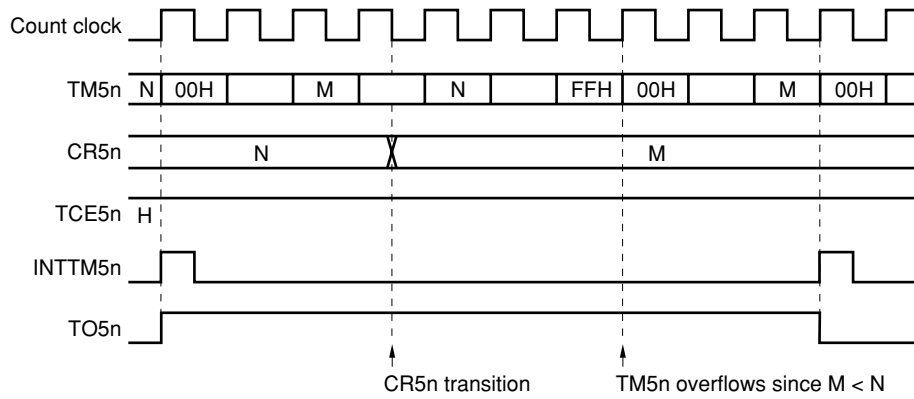 Count clock
TM5n N 00H M N FFH 00H M 00H
CR5n N M
TCE5n H
INTTM5n
TO5n
CR5n transition TM5n overflows since M < N